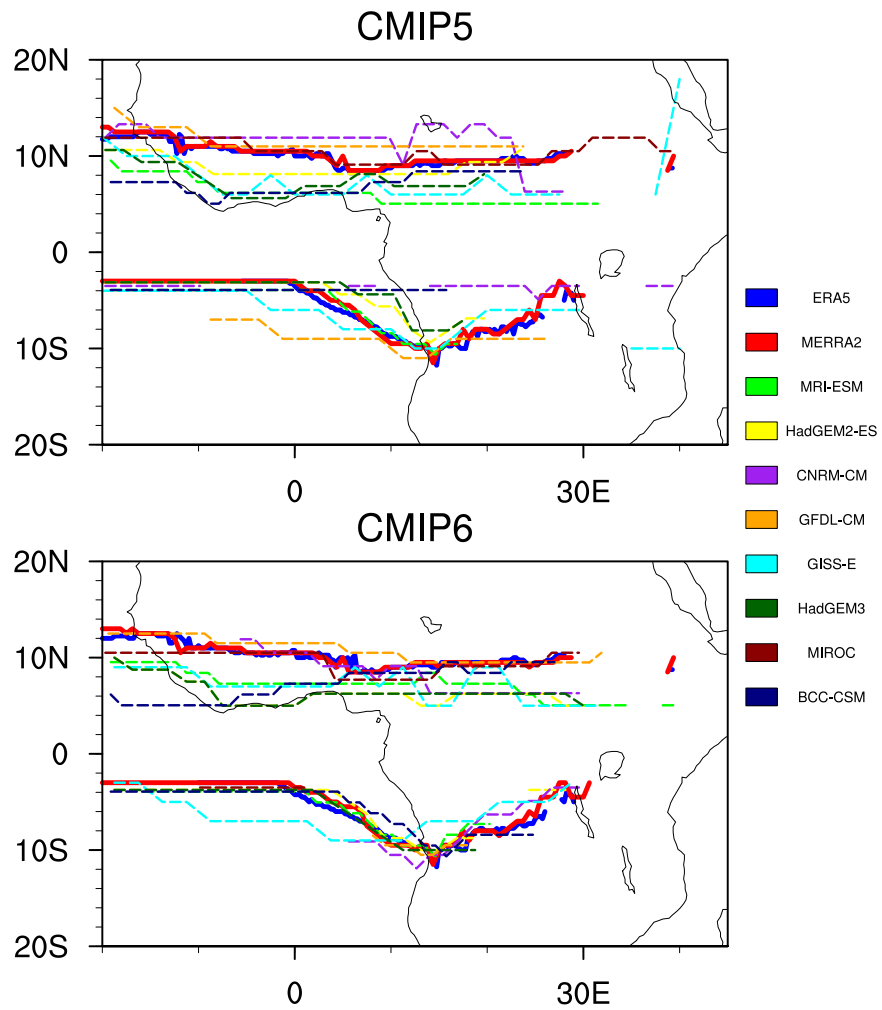 CMIP5
20N
10N
0
10S
20S
0 30E
CMIP6
20N
10N
0
10S
20S
0 30E
ERA5
MERRA2
MRI-ESM
HadGEM2-ES
CNRM-CM
GFDL-CM
GISS-E
HadGEM3
MIROC
BCC-CSM